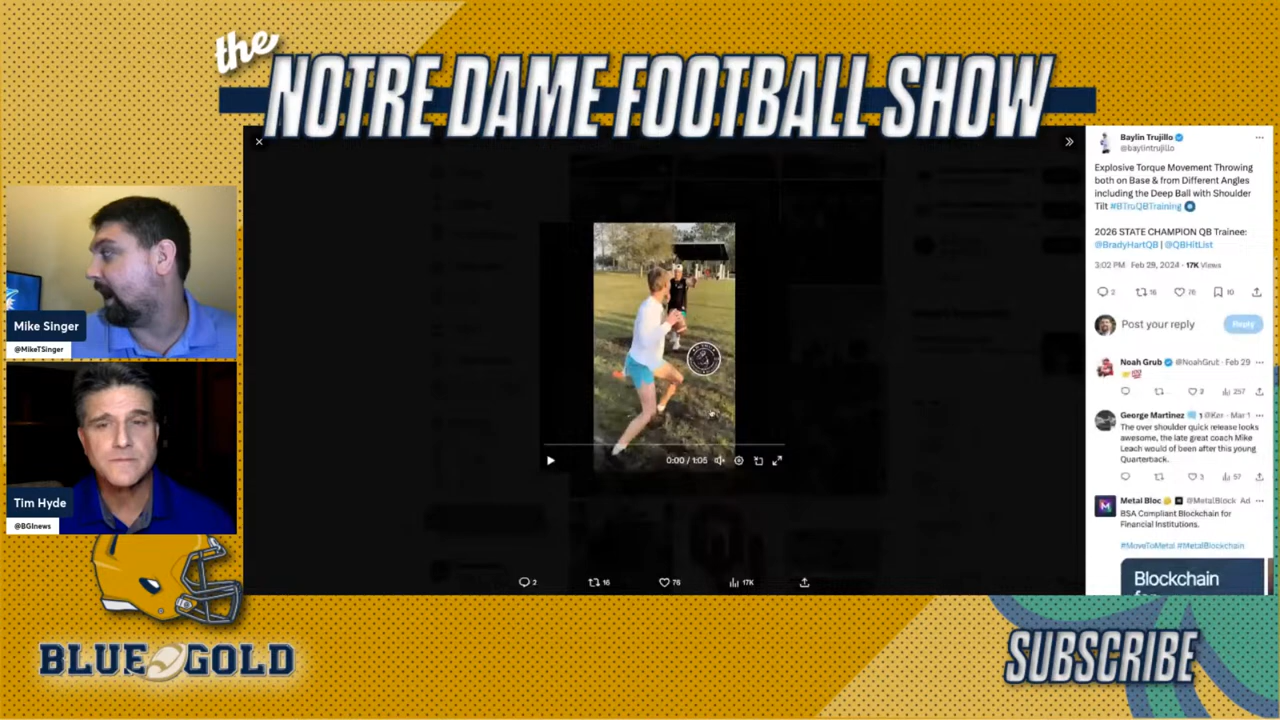 the
NOTRE DAME FOOTBALL SHOW
Mike Singer
@MikeTSinger
Tim Hyde
@BGInews
BLUE GOLD
0:00 / 1:05
2
16
76
17K
Baylin Trujillo
@baylintrujillo
Explosive Torque Movement Throwing
both on Base & from Different Angles
including the Deep Ball with Shoulder
Tilt #BTruQBTraining
2026 STATE CHAMPION QB Trainee:
@BradyHartQB | @QBHitList
3:02 PM · Feb 29, 2024 · 17K Views
2 16 76 10
Post your reply
Reply
Noah Grub @NoahGrub · Feb 29
3 257
George Martinez 1 @Ker · Mar 1
The over shoulder quick release looks
awesome, the late great coach Mike
Leach would of been after this young
Quarterback.
3 57
Metal Bloc @MetalBlock Ad
BSA Compliant Blockchain for
Financial Institutions.
#MoveToMetal #MetalBlockchain
Blockchain
SUBSCRIBE